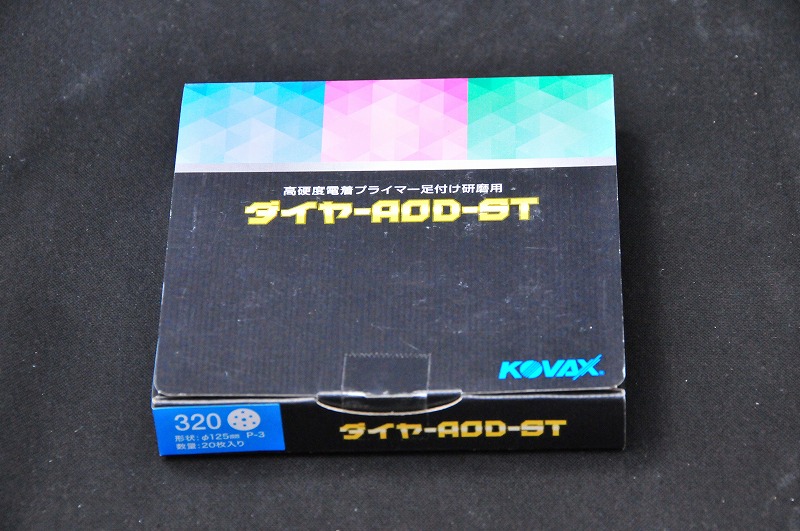 高硬度電着プライマー足付け研磨用
ダイヤ-AOD-ST
KOVAX®
320
形状:φ125㎜ P-3
数量:20枚入り
ダイヤ-AOD-ST